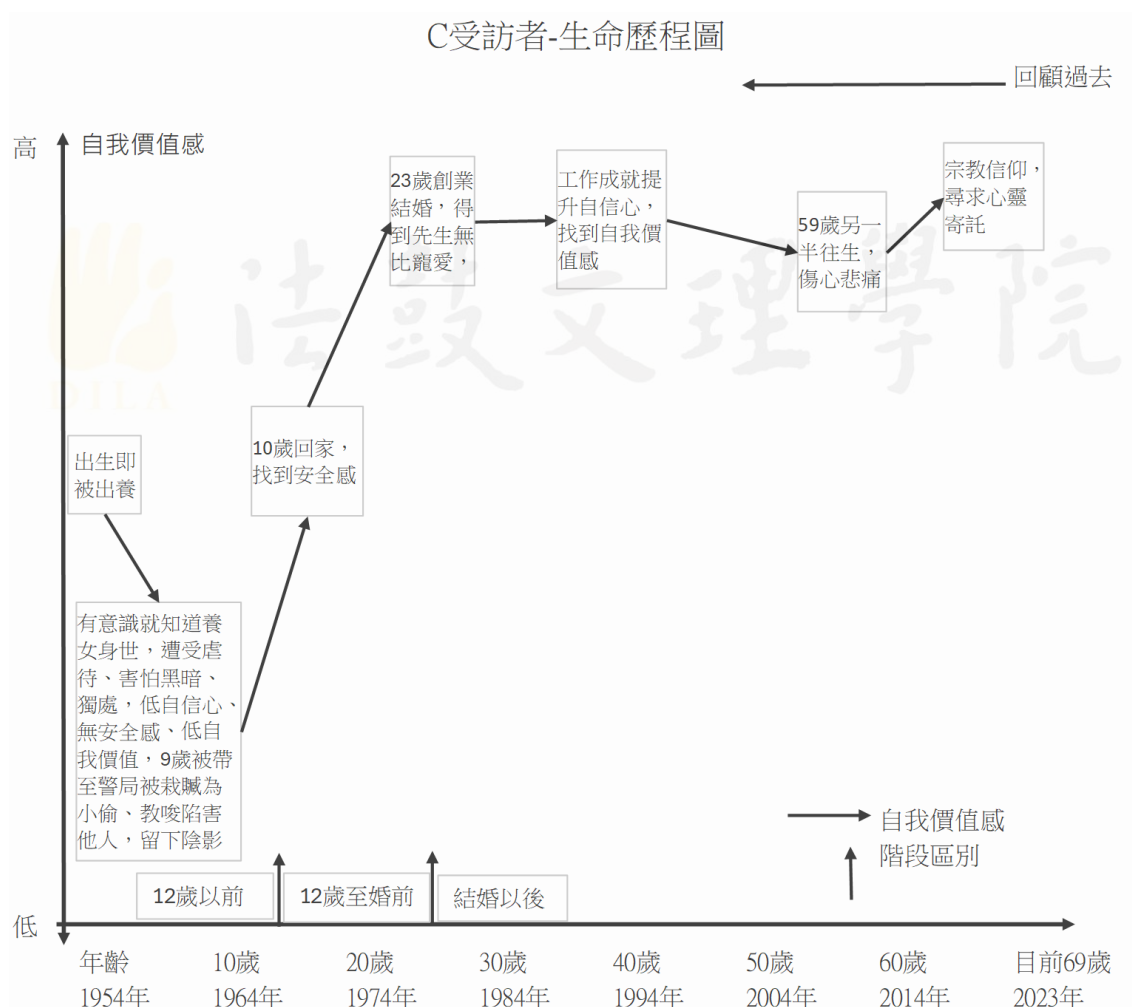 C受訪者-生命歷程圖
回顧過去
高
自我價值感
23歲創業
結婚，得
到先生無
比寵愛，
工作成就提
升自信心，
找到自我價
值感
59歲另一
半往生，
傷心悲痛
宗教信仰，
尋求心靈
寄託
法鼓文理學院
DILA
10歲回家，
找到安全感
出生即
被出養
有意識就知道養
女身世，遭受虐
待、害怕黑暗、
獨處，低自信心、
無安全感、低自
我價值，9歲被帶
至警局被栽贓為
小偷、教唆陷害
他人，留下陰影
自我價值感
階段區別
12歲以前
12歲至婚前
結婚以後
低
年齡 10歲 20歲 30歲 40歲 50歲 60歲 目前69歲
1954年 1964年 1974年 1984年 1994年 2004年 2014年 2023年